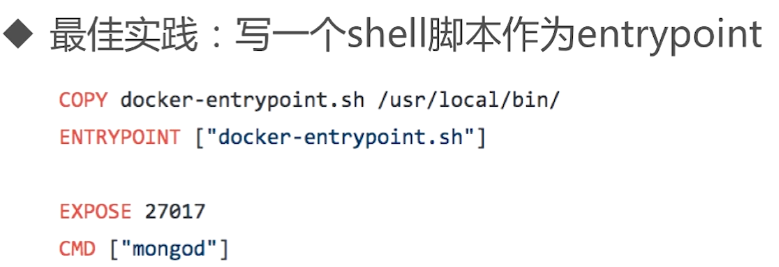 ◆ 最佳实践：写一个shell脚本作为entrypoint
COPY docker-entrypoint.sh /usr/local/bin/
ENTRYPOINT ["docker-entrypoint.sh"]
EXPOSE 27017
CMD ["mongod"]